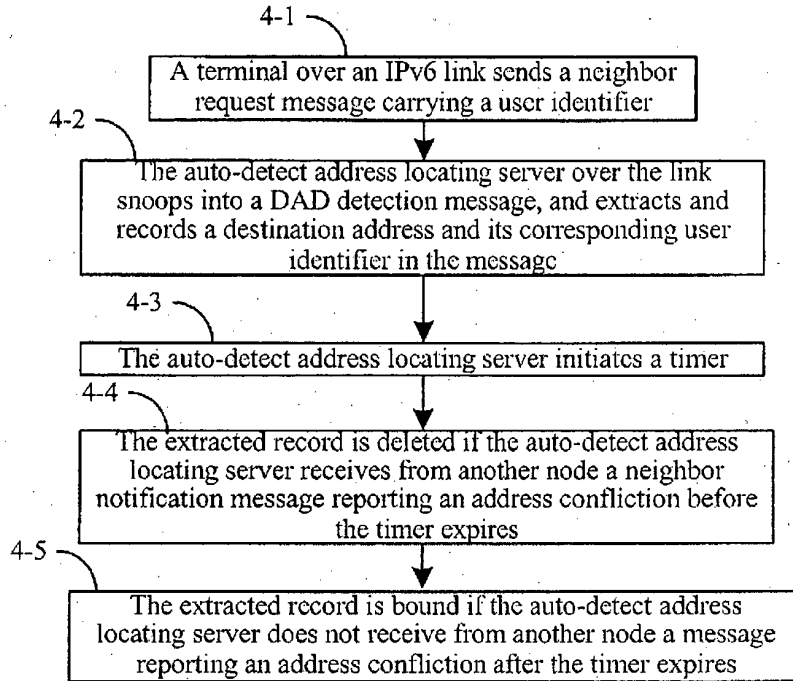 4-1
A terminal over an IPv6 link sends a neighbor
request message carrying a user identifier
4-2
The auto-detect address locating server over the link
snoops into a DAD detection message, and extracts and
records a destination address and its corresponding user
identifier in the message
4-3
The auto-detect address locating server initiates a timer
4-4
The extracted record is deleted if the auto-detect address
locating server receives from another node a neighbor
notification message reporting an address confliction before
the timer expires
4-5
The extracted record is bound if the auto-detect address
locating server does not receive from another node a message
reporting an address confliction after the timer expires